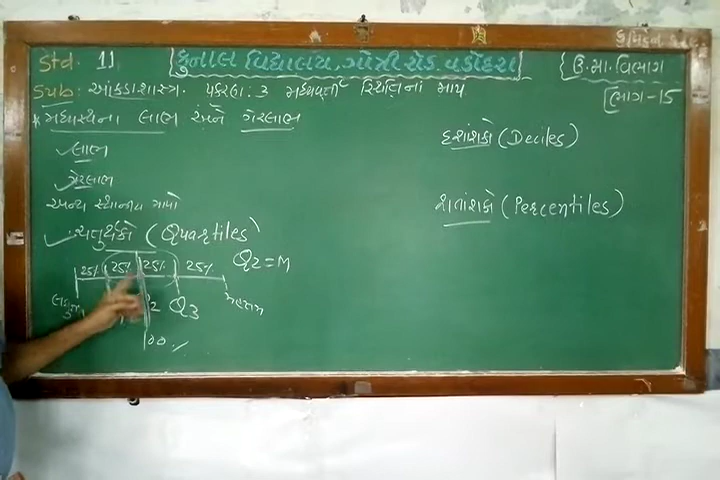 Std. 11
કુનાલ વિદ્યાલય. ગોત્રી રોડ. વડોદરા
ઉ.મા. વિભાગ
Sub: આંકડાશાસ્ત્ર. પ્રકરણ: 3 મધ્યવર્તી સ્થિતિનાં માપ
ભાગ-15
* મધ્યસ્થના લાભ અને ગેરલાભ
લાભ
ગેરલાભ
અન્ય સ્થાનીય માપો
ચતુર્થકો (Quartiles)
25% 25% 25% 25%
Q2 = M
Q3
100
દશાંશકો (Deciles)
શતાંશકો (Percentiles)